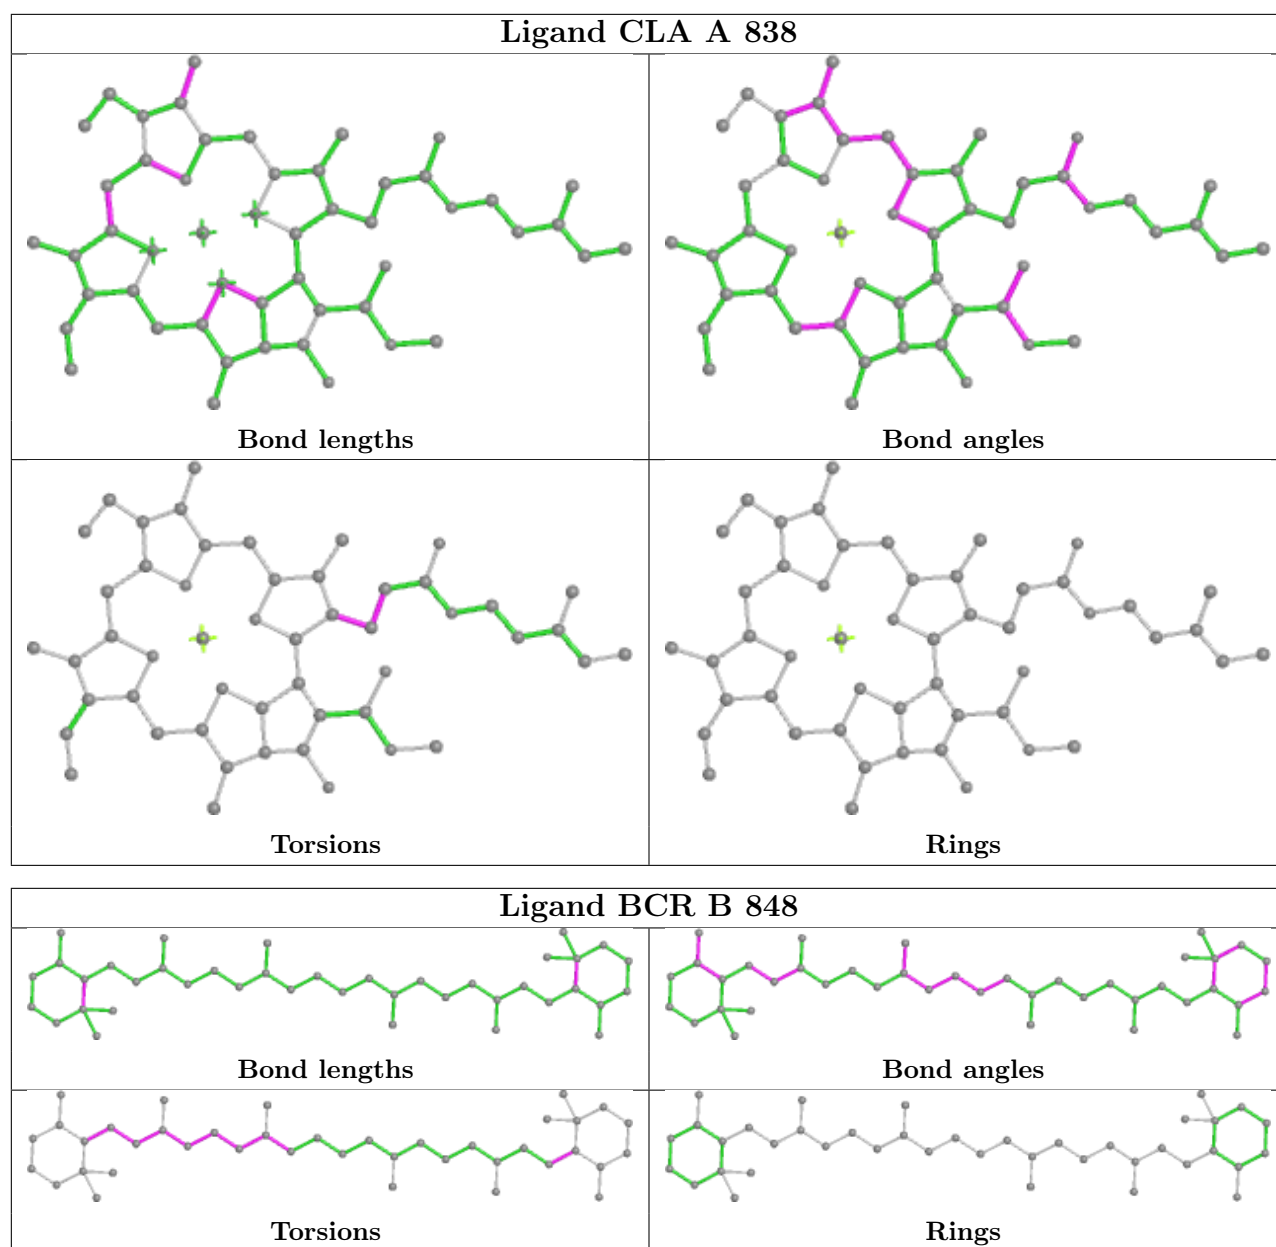 Ligand CLA A 838
Bond lengths
Bond angles
Torsions
Rings
Ligand BCR B 848
Bond lengths
Bond angles
Torsions
Rings